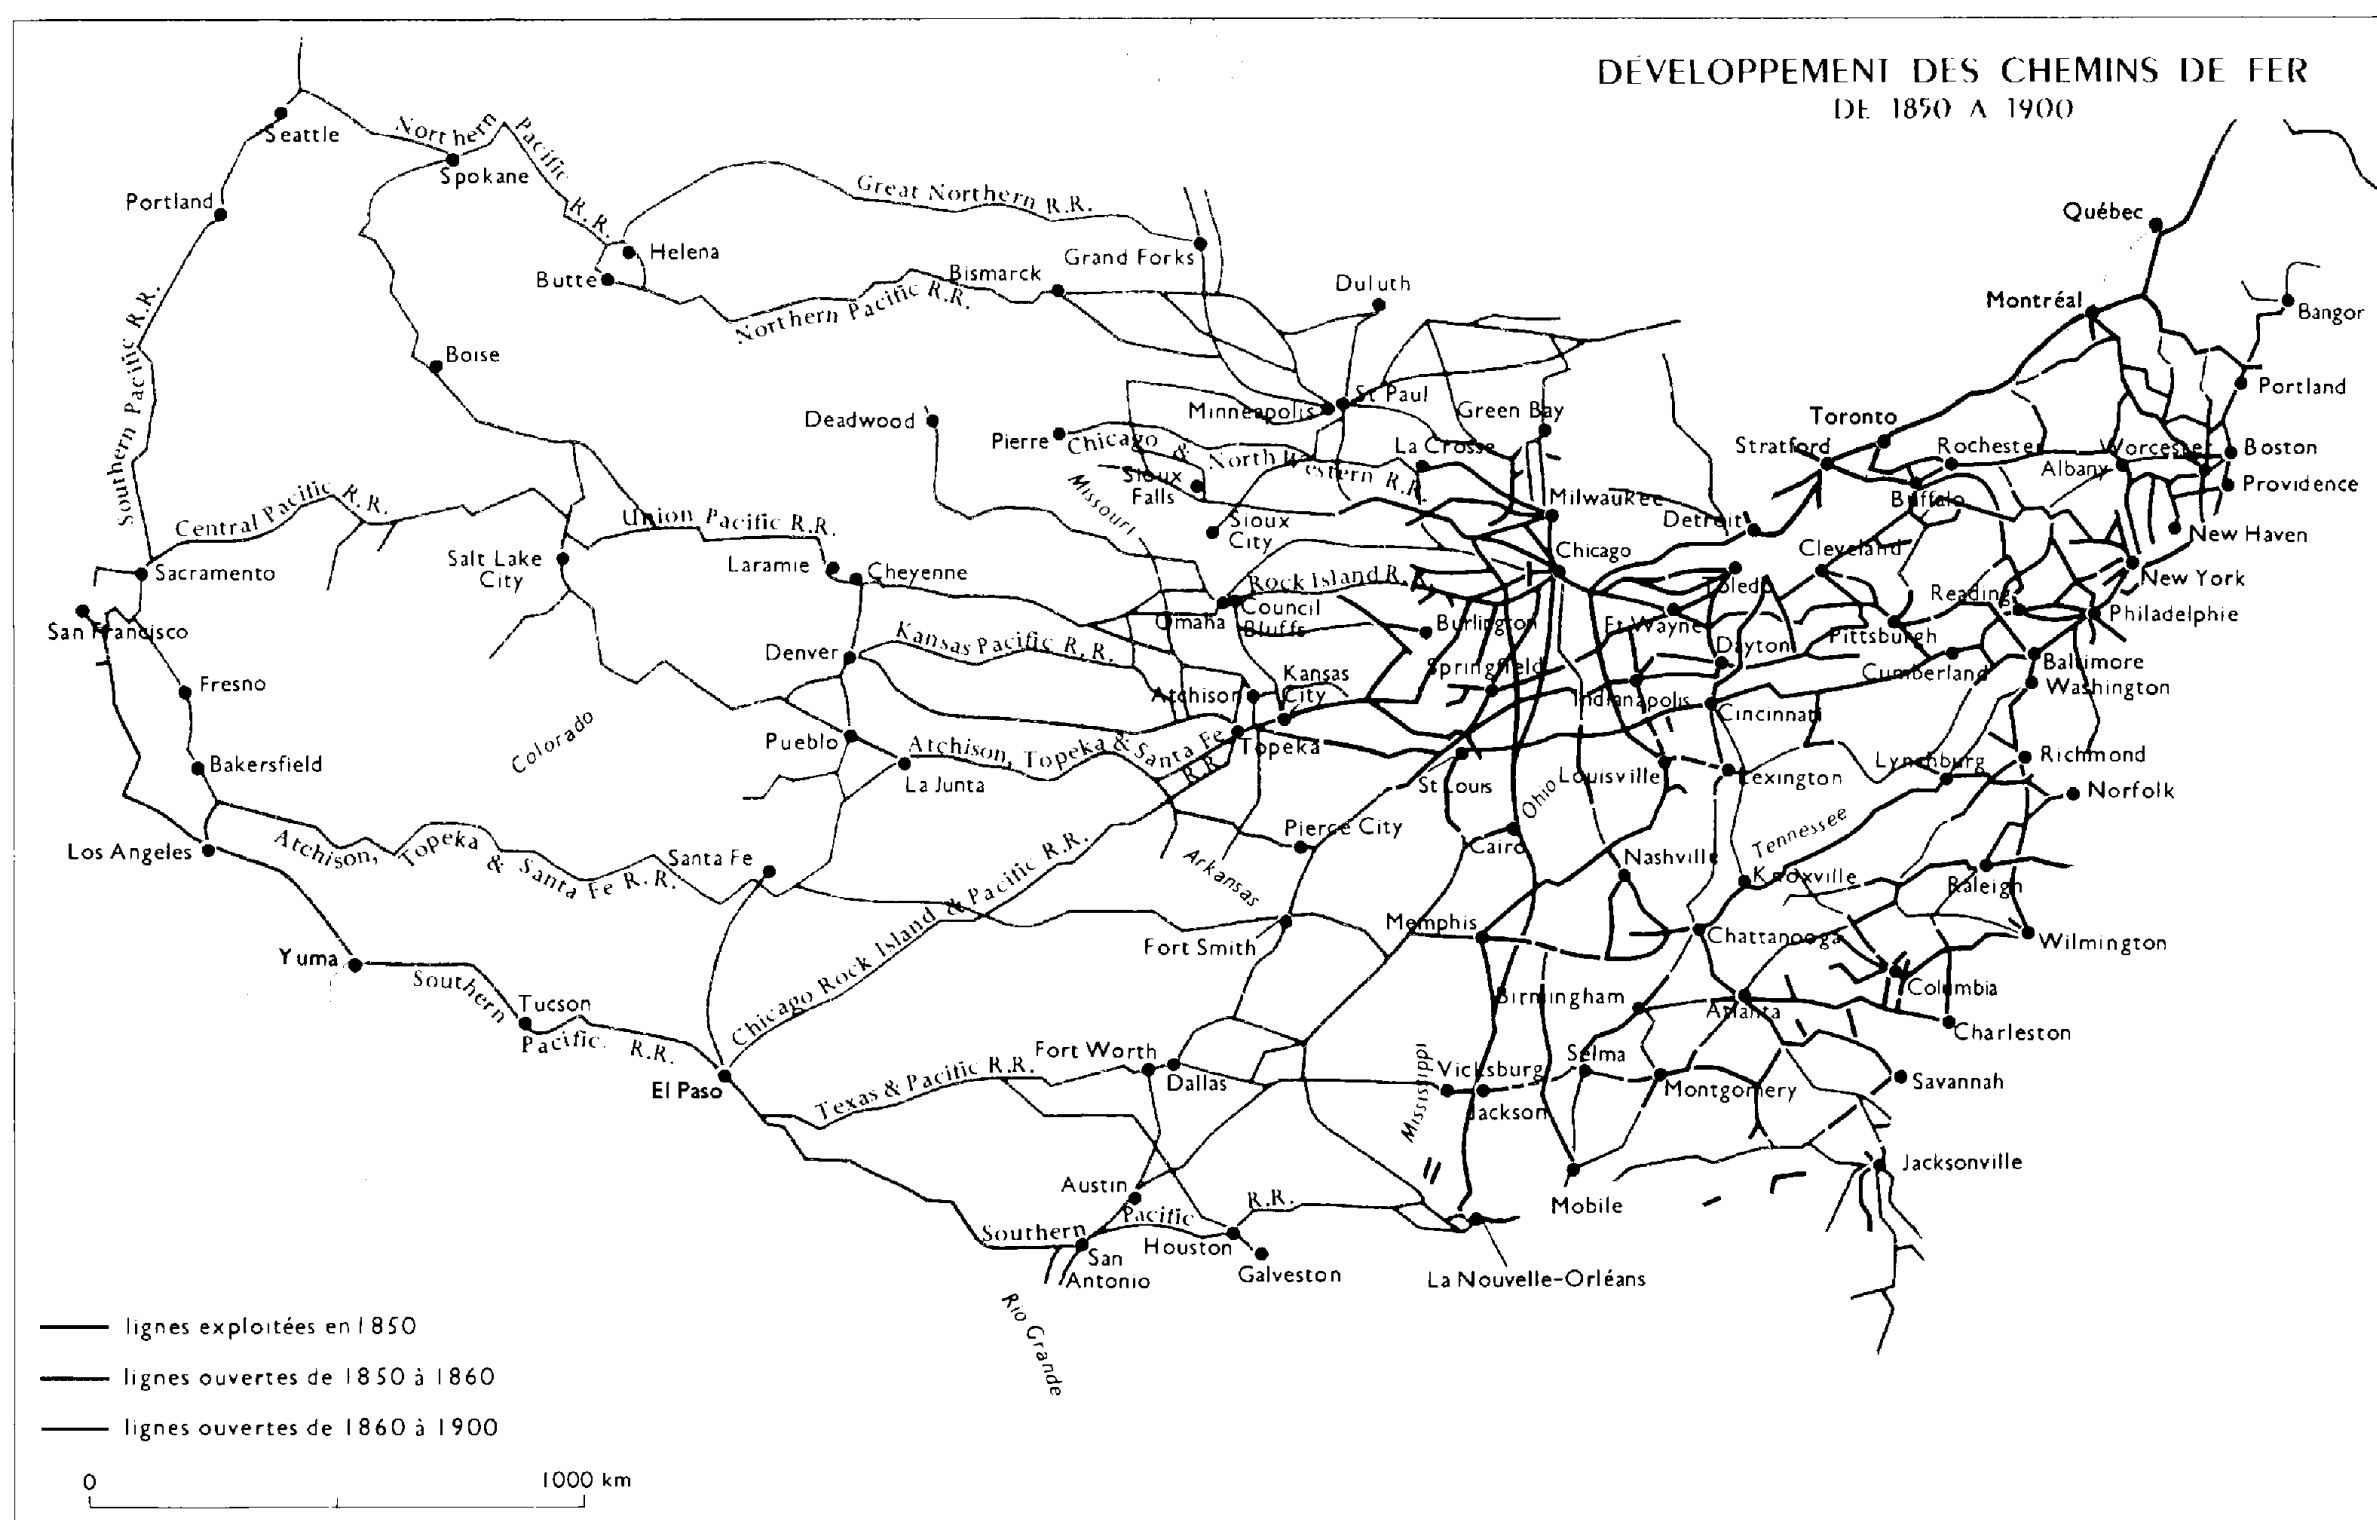 DEVELOPPEMENT DES CHEMINS DE FER
DE 1850 A 1900
Seattle
Northern Pacific R.R.
Spokane
Portland
Great Northern R.R.
Québec
Helena
Grand Forks
Butte
Bismarck
Northern Pacific R.R.
Duluth
Montréal
Bangor
Southern Pacific R.R.
Boise
Portland
Deadwood
Minneapolis
St Paul
Green Bay
Toronto
Pierre
Chicago & North Western R.R.
La Crosse
Stratford
Rochester
Worcester
Boston
Albany
Sioux
Falls
Missouri
Providence
Buffalo
Central Pacific R.R.
Union Pacific R.R.
Sioux
City
Milwaukee
Detroit
New Haven
Salt Lake
City
Laramie
Cheyenne
Chicago
Cleveland
Sacramento
Rock Island R.R.
Toledo
New York
Reading
San Francisco
Omaha
Council
Bluffs
Burlington
Ft Wayne
Pittsburgh
Philadelphie
Denver
Kansas Pacific R.R.
Dayton
Springfield
Cumberland
Baltimore
Washington
Fresno
Atchison
Kansas
City
Indianapolis
Cincinnati
Colorado
Pueblo
Atchison, Topeka & Santa Fe R.R.
Topeka
Bakersfield
La Junta
St Louis
Ohio
Louisville
Lexington
Lynchburg
Richmond
Norfolk
Los Angeles
Atchison, Topeka & Santa Fe R.R.
Santa Fe
Pierce City
Cairo
Tennessee
Arkansas
Nashville
Knoxville
Raleigh
Chicago Rock Island & Pacific R.R.
Fort Smith
Memphis
Chattanooga
Wilmington
Yuma
Southern Pacific. R.R.
Tucson
Birmingham
Atlanta
Columbia
Charleston
El Paso
Texas & Pacific R.R.
Fort Worth
Dallas
Mississippi
Vicksburg
Jackson
Selma
Montgomery
Savannah
Austin
Jacksonville
Mobile
Southern Pacific R.R.
San
Antonio
Houston
Galveston
La Nouvelle-Orléans
Rio Grande
lignes exploitées en 1850
lignes ouvertes de 1850 à 1860
lignes ouvertes de 1860 à 1900
0 1000 km